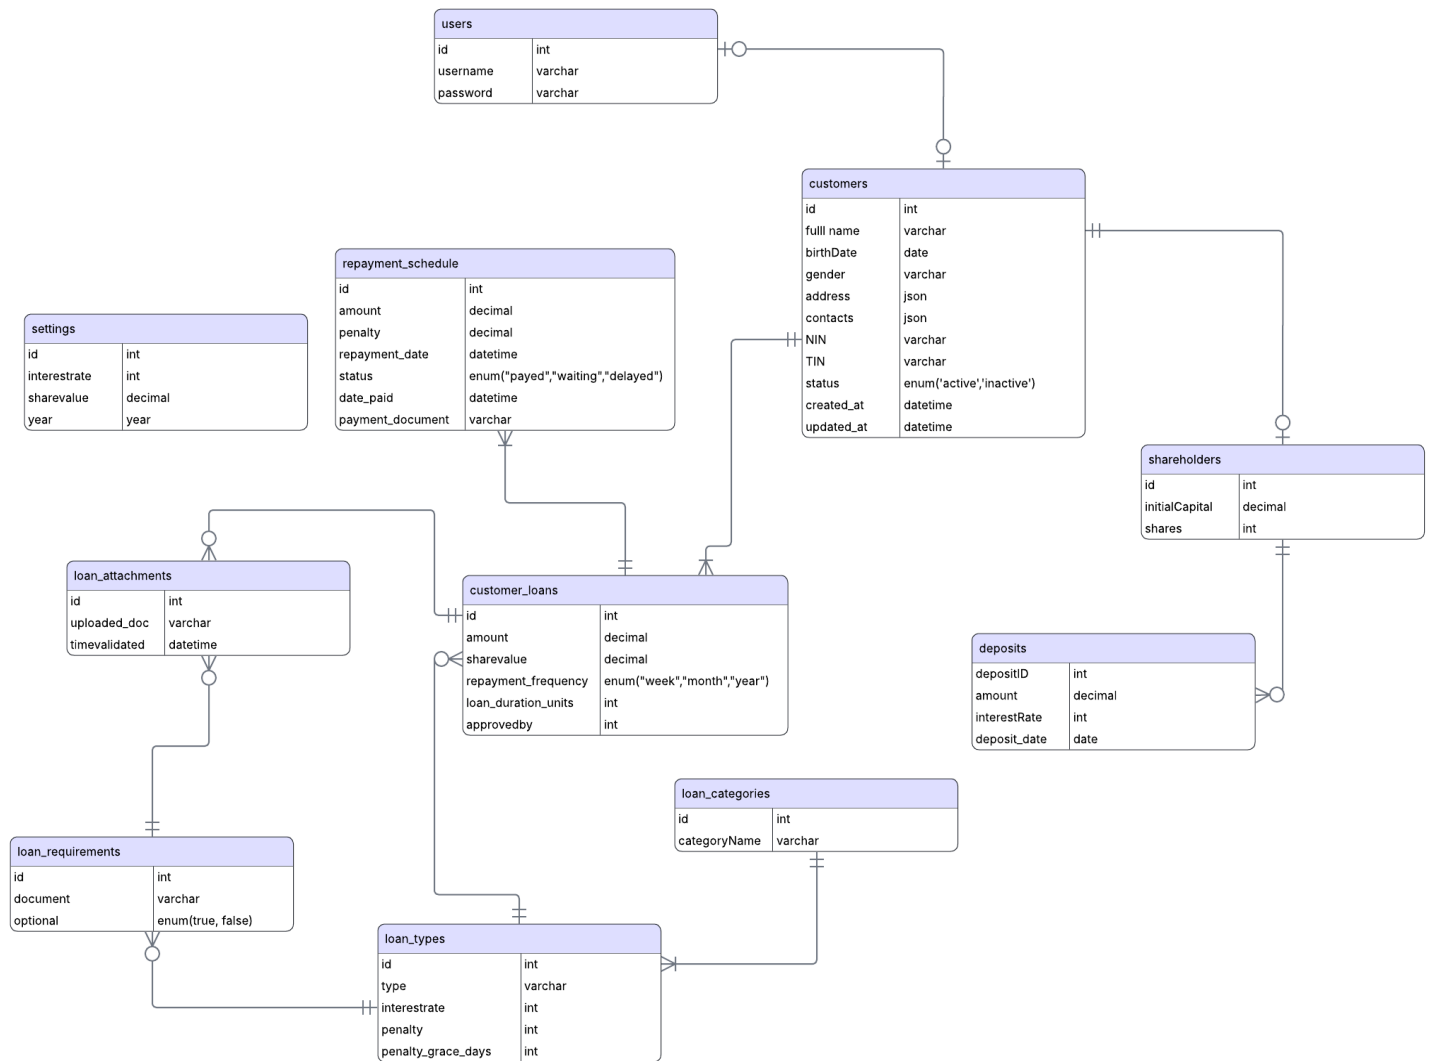 users
id int
username varchar
password varchar
customers
id int
fulll name varchar
birthDate date
gender varchar
address json
contacts json
NIN varchar
TIN varchar
status enum('active','inactive')
created_at datetime
updated_at datetime
repayment_schedule
id int
amount decimal
penalty decimal
repayment_date datetime
status enum("payed","waiting","delayed")
date_paid datetime
payment_document varchar
settings
id int
interestrate int
sharevalue decimal
year year
shareholders
id int
initialCapital decimal
shares int
loan_attachments
id int
uploaded_doc varchar
timevalidated datetime
customer_loans
id int
amount decimal
sharevalue decimal
repayment_frequency enum("week","month","year")
loan_duration_units int
approvedby int
deposits
depositID int
amount decimal
interestRate int
deposit_date date
loan_categories
id int
categoryName varchar
loan_requirements
id int
document varchar
optional enum(true, false)
loan_types
id int
type varchar
interestrate int
penalty int
penalty_grace_days int